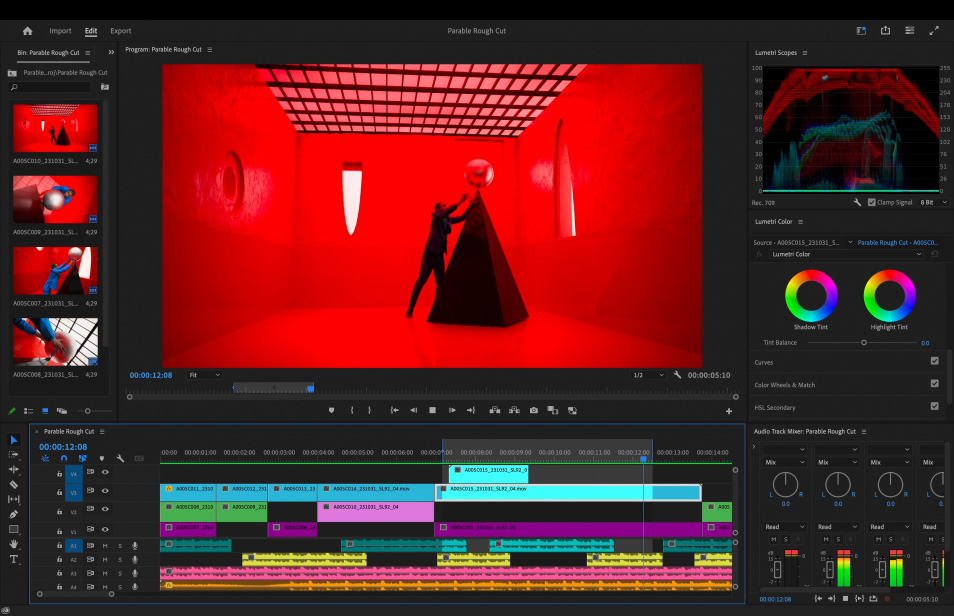 Import Edit Export
Parable Rough Cut
Bin: Parable Rough Cut
Parable...roj\Parable Rough Cut
A005C010_231031_SL... 4;29
A005C009_231031_SL... 4;29
A005C007_231031_SL... 4;29
A005C008_231031_SL... 4;29
Program: Parable Rough Cut
00:00:12:08 Fit 1/2 00:00:05:10
Lumetri Scopes
100 255
90 230
80 204
70 178
60 153
50 128
40 102
30 76
20 51
10 26
0
Rec. 709 Clamp Signal 8 Bit
Lumetri Color
Source - A005C015_231031_S... Parable Rough Cut - A005C0...
fx Lumetri Color
Shadow Tint Highlight Tint
Tint Balance 0.0
Curves
Color Wheels & Match
HSL Secondary
Parable Rough Cut
00:00:12:08
:00:00 00:00:01:00 00:00:02:00 00:00:03:00 00:00:04:00 00:00:05:00 00:00:06:00 00:00:08:00 00:00:09:00 00:00:10:00 00:00:11:00 00:00:12:00 00:00:13:00 00:00:14:00
V4 A005C015_231031_SL92_0
V3 A005C011_2310 A005C012_231 A005C013_23 A005C014_231031_SL92_04.mov A005C015_231031_SL92_04.mov
V2 A005C008_2310 A005C009_231 A005C010_231031_SL92_04 A005
V1 A005C007_2310
A1 M S
A2 M S
A3 M S
A4 M S
Audio Track Mixer: Parable Rough Cut
Mix Mix Mix Mix
L R L R L R L
0.0 0.0 0.0
Read Read Read Read
M S M S M S M
dB dB dB dB
00:00:12:08 00:00:05:10